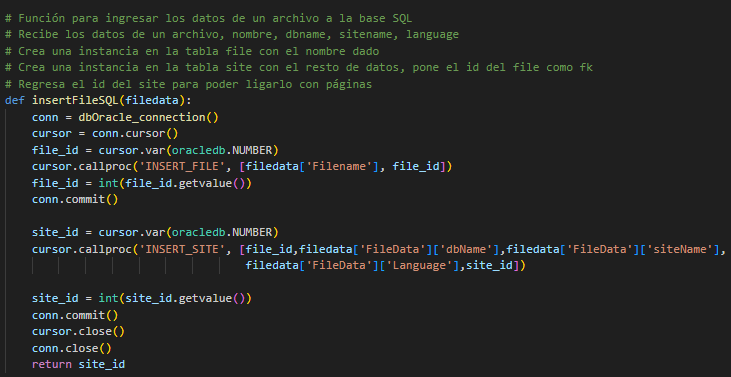 # Función para ingresar los datos de un archivo a la base SQL
# Recibe los datos de un archivo, nombre, dbname, sitename, language
# Crea una instancia en la tabla file con el nombre dado
# Crea una instancia en la tabla site con el resto de datos, pone el id del file como fk
# Regresa el id del site para poder ligarlo con páginas
def insertFileSQL(filedata):
    conn = dbOracle_connection()
    cursor = conn.cursor()
    file_id = cursor.var(oracledb.NUMBER)
    cursor.callproc('INSERT_FILE', [filedata['Filename'], file_id])
    file_id = int(file_id.getvalue())
    conn.commit()

    site_id = cursor.var(oracledb.NUMBER)
    cursor.callproc('INSERT_SITE', [file_id,filedata['FileData']['dbName'],filedata['FileData']['siteName'],
                                    filedata['FileData']['Language'],site_id])

    site_id = int(site_id.getvalue())
    conn.commit()
    cursor.close()
    conn.close()
    return site_id